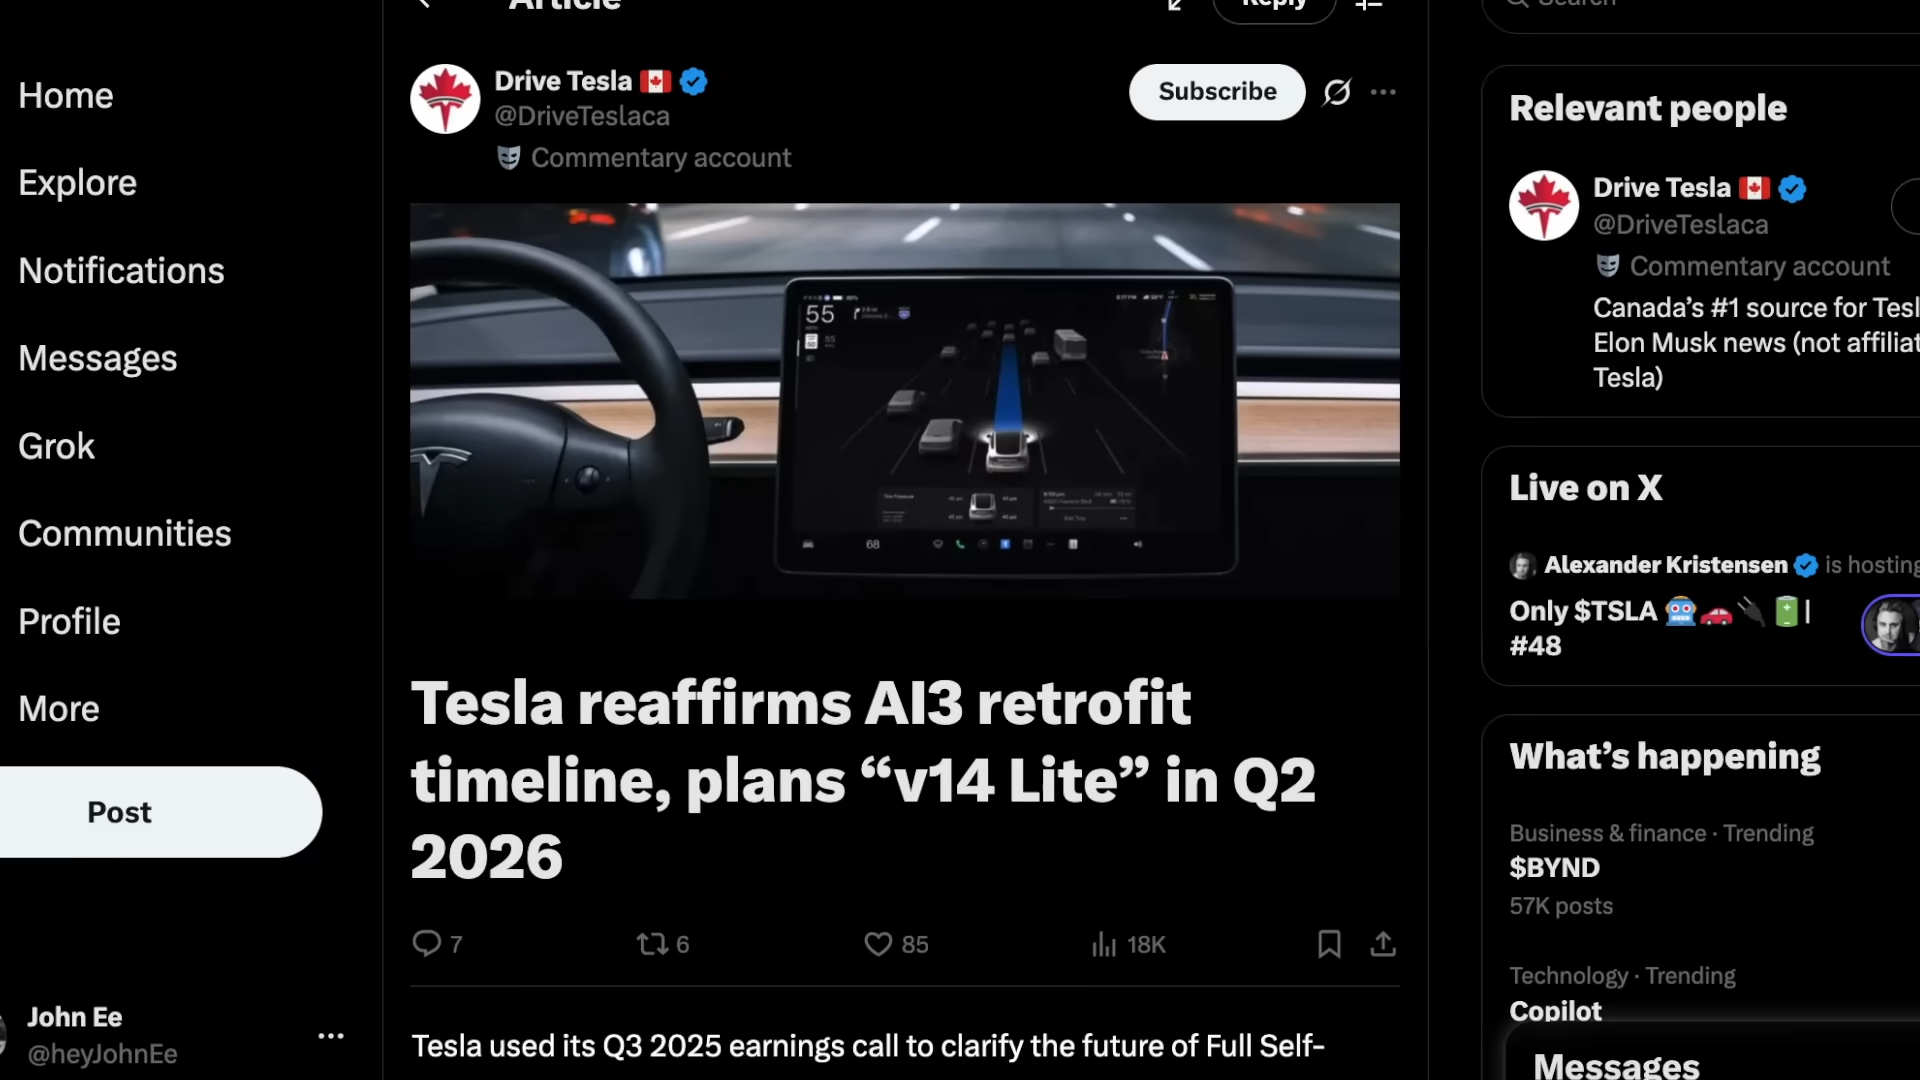 Article
Reply
Search
Home
Explore
Notifications
Messages
Grok
Communities
Profile
More
Post
John Ee
@heyJohnEe
Drive Tesla
@DriveTeslaca
Commentary account
Subscribe
55
68
Tesla reaffirms AI3 retrofit
timeline, plans “v14 Lite” in Q2
2026
7
6
85
18K
Tesla used its Q3 2025 earnings call to clarify the future of Full Self-
Relevant people
Drive Tesla
@DriveTeslaca
Commentary account
Canada’s #1 source for Tesl
Elon Musk news (not affiliat
Tesla)
Live on X
Alexander Kristensen is hosting
Only $TSLA |
#48
What’s happening
Business & finance · Trending
$BYND
57K posts
Technology · Trending
Copilot
Messages